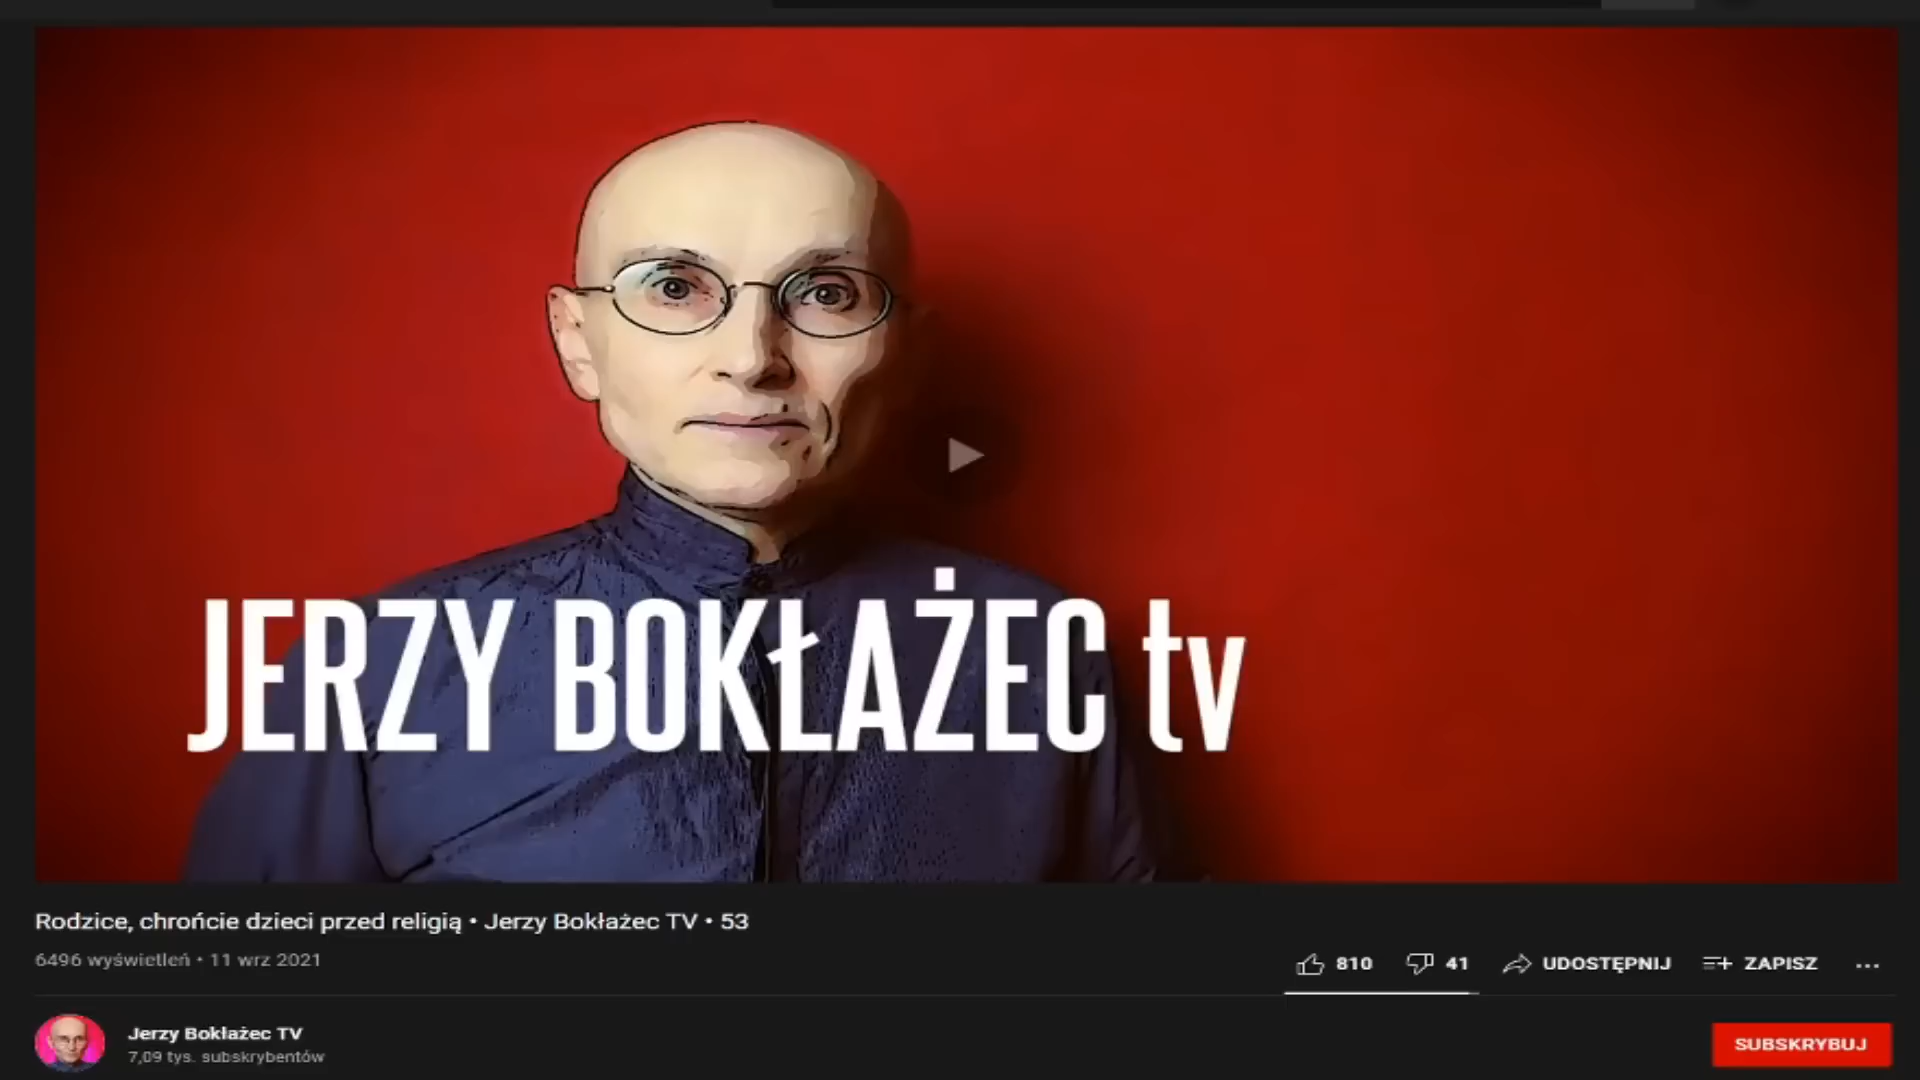 JERZY BOKŁAŻEC tv
Rodzice, chrońcie dzieci przed religią • Jerzy Bokłażec TV • 53
6496 wyświetleń • 11 wrz 2021
810 41 UDOSTĘPNIJ ZAPISZ
Jerzy Bokłażec TV
7,09 tys. subskrybentów
SUBSKRYBUJ